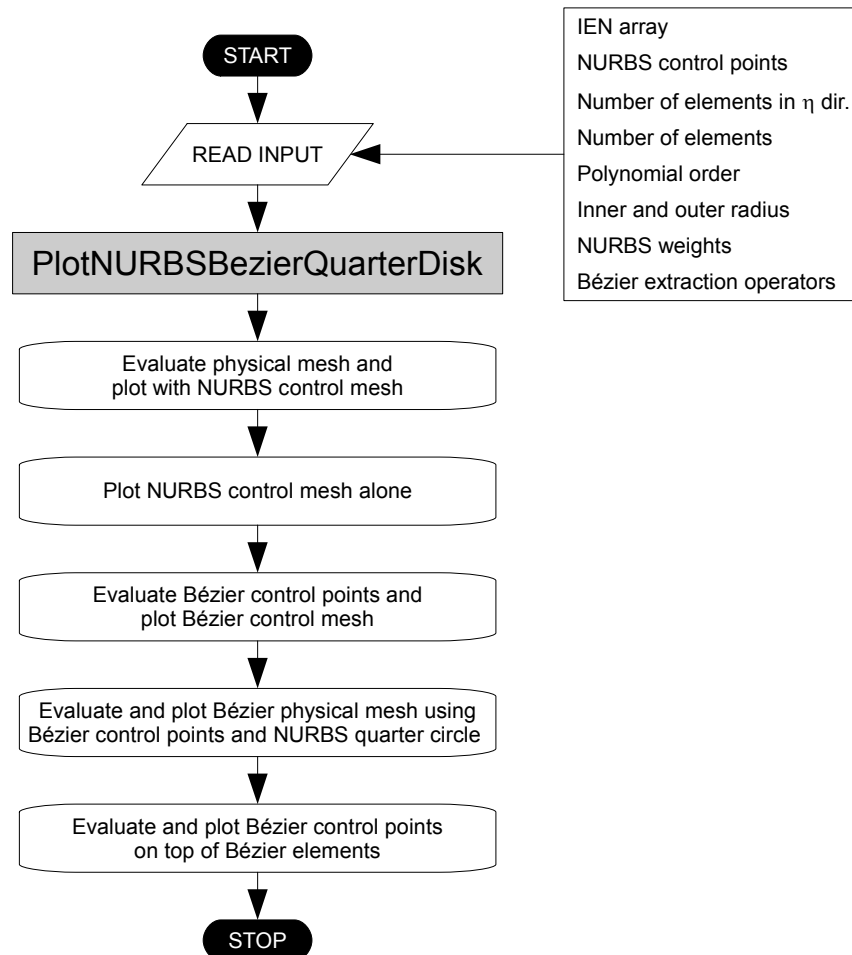 START
READ INPUT
IEN array
NURBS control points
Number of elements in η dir.
Number of elements
Polynomial order
Inner and outer radius
NURBS weights
Bézier extraction operators
PlotNURBSBezierQuarterDisk
Evaluate physical mesh and
plot with NURBS control mesh
Plot NURBS control mesh alone
Evaluate Bézier control points and
plot Bézier control mesh
Evaluate and plot Bézier physical mesh using
Bézier control points and NURBS quarter circle
Evaluate and plot Bézier control points
on top of Bézier elements
STOP